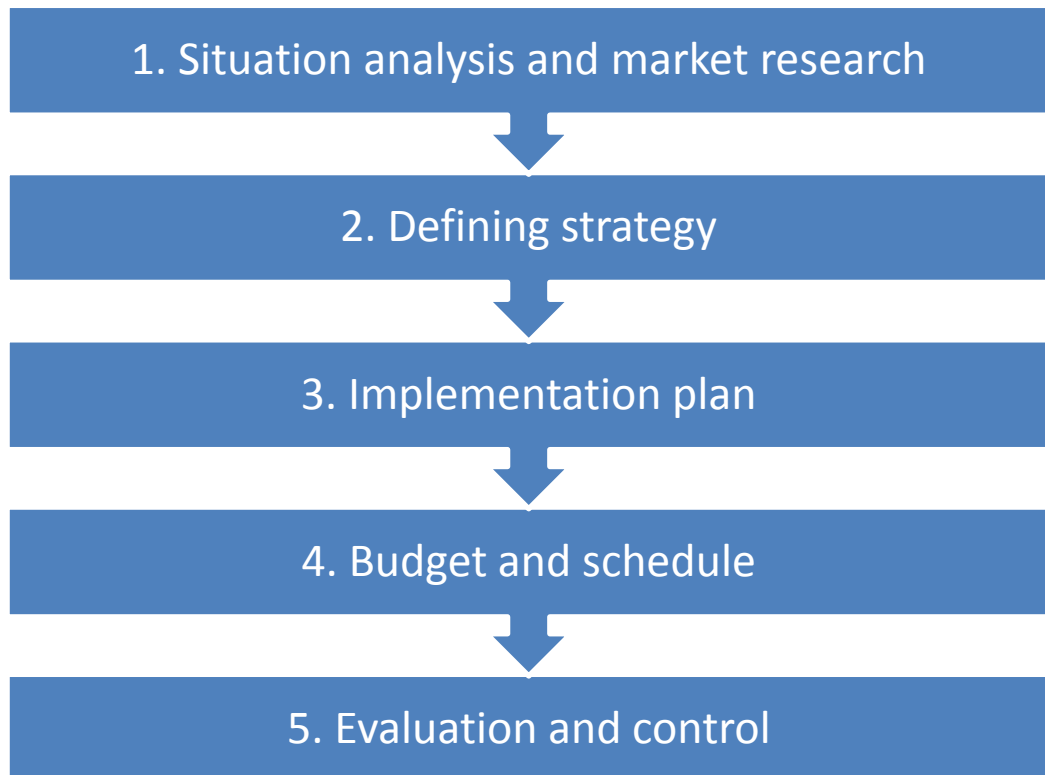 1. Situation analysis and market research
2. Defining strategy
3. Implementation plan
4. Budget and schedule
5. Evaluation and control